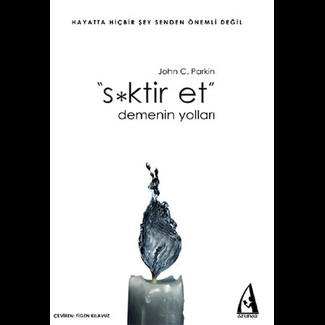 HAYATTA HİÇBİR ŞEY SENDEN ÖNEMLİ DEĞİL
John C. Parkin
"s*ktir et"
demenin yolları
ÇEVİREN: FİGEN KILAVUZ